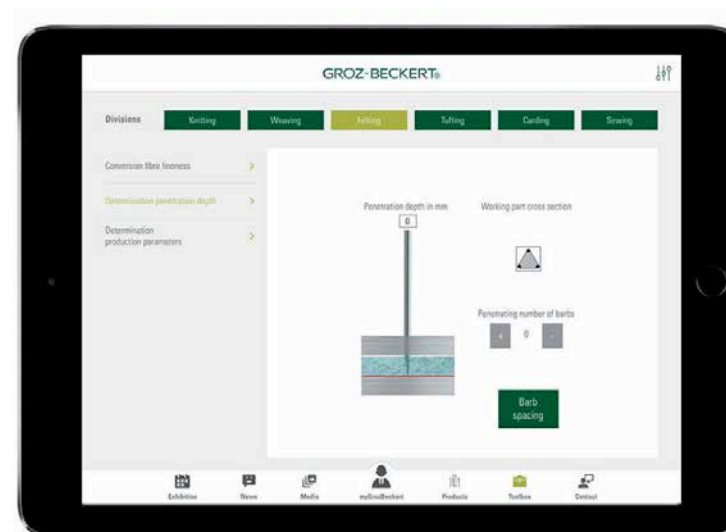 GROZ-BECKERT®
Divisions
Knitting
Weaving
Felting
Tufting
Carding
Sewing
Conversion fibre fineness
Determination penetration depth
Determination
production parameters
Penetration depth in mm
0
Working part cross section
Penetrating number of barbs
+ 0 -
Barb
spacing
Exhibition
News
Media
myGrozBeckert
Products
Toolbox
Contact